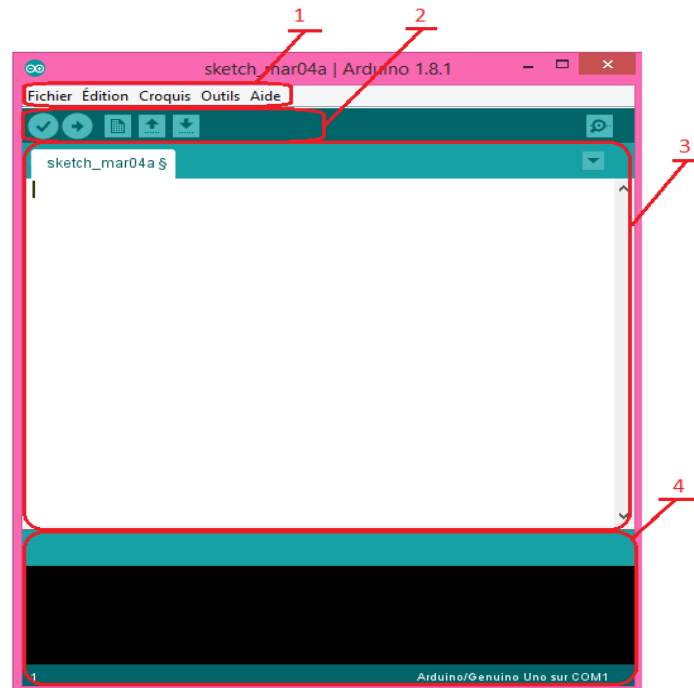 1 2
sketch_mar04a | Arduino 1.8.1
Fichier Édition Croquis Outils Aide
3
sketch_mar04a §
4
1 Arduino/Genuino Uno sur COM1